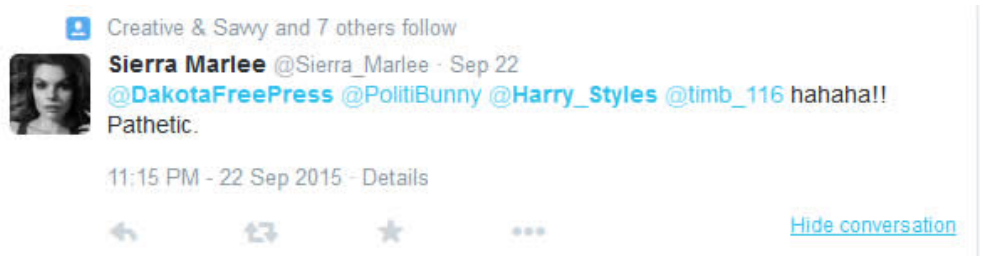 Creative & Savvy and 7 others follow
Sierra Marlee @Sierra_Marlee · Sep 22
@DakotaFreePress @PolitiBunny @Harry_Styles @timb_116 hahaha!!
Pathetic.
11:15 PM - 22 Sep 2015 · Details
Hide conversation